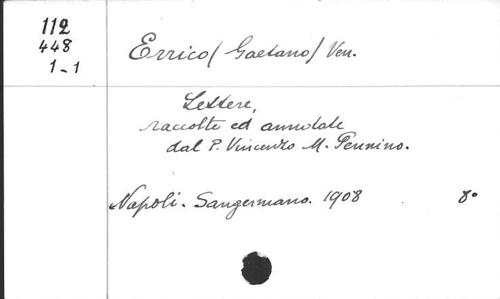 112
448
1-1
Errico (Gaetano) Ven.
Lettere,
raccolte ed annotate
dal P. Vincenzo M. Pennino.
Napoli. Sangermano. 1908 8°